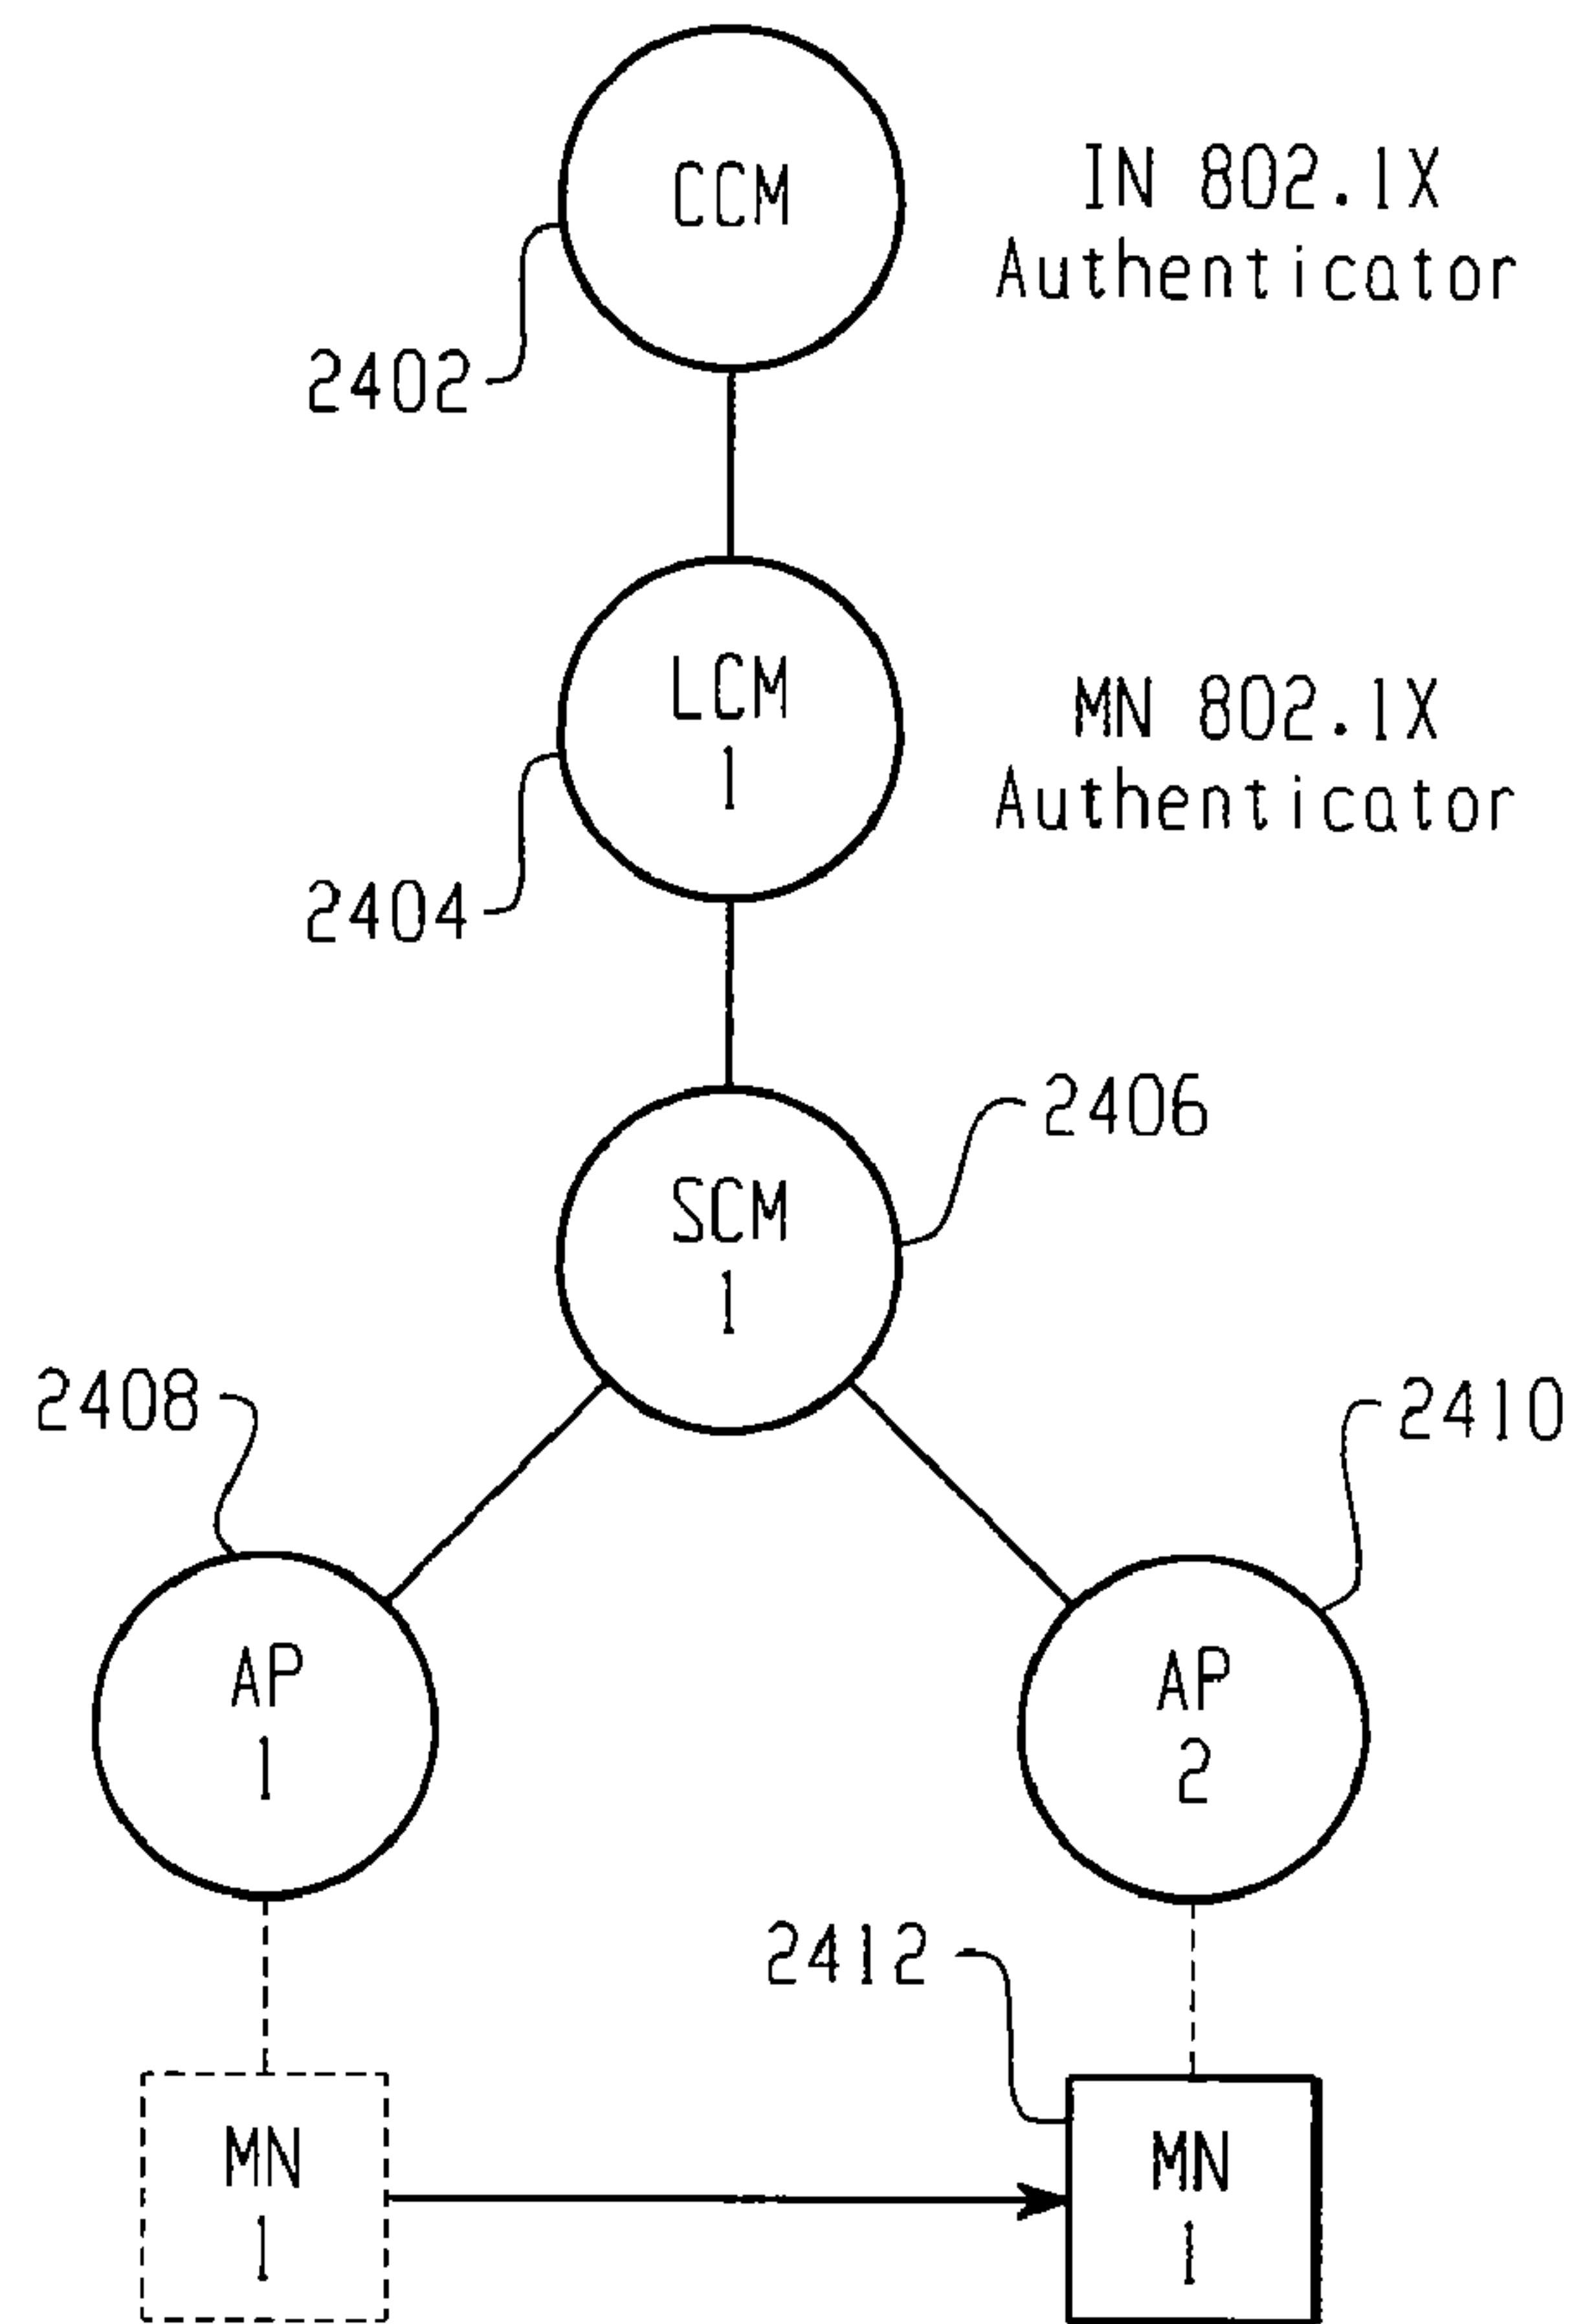 CCM
IN 802.1X
Authenticator
2402
LCM
1
MN 802.1X
Authenticator
2404
2406
SCM
1
2408
2410
AP
1
AP
2
2412
MN
1
MN
1